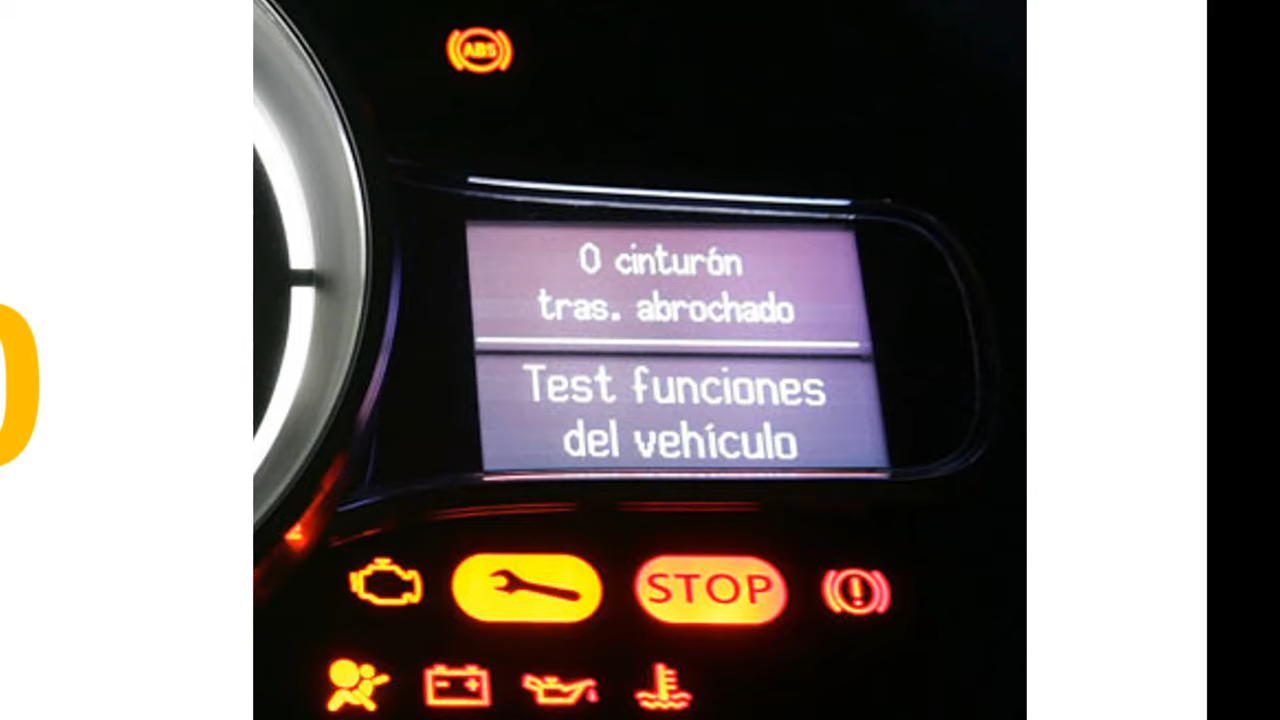 ABS
0 cinturón
tras. abrochado
Test funciones
del vehículo
STOP